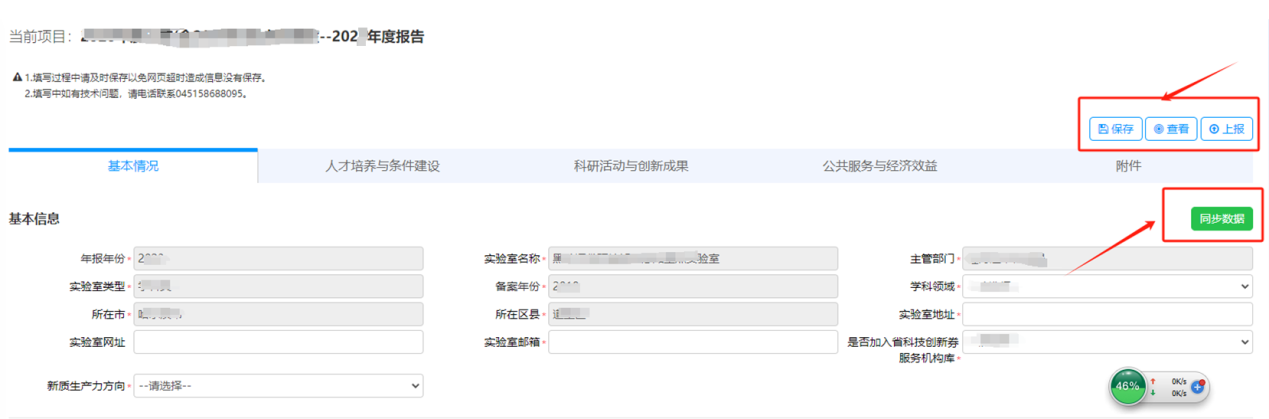 当前项目： --202 年度报告
1.填写过程中请及时保存以免网页超时造成信息没有保存。
2.填写中如有技术问题，请电话联系045158688095。
保存 查看 上报
基本情况 人才培养与条件建设 科研活动与创新成果 公共服务与经济效益 附件
基本信息 同步数据
年报年份* 实验室名称* 实验室 主管部门*
实验室类型* 备案年份* 学科领域*
所在市* 所在区县* 实验室地址*
实验室网址 实验室邮箱* 是否加入省科技创新券
服务机构库*
新质生产力方向* --请选择--
46% 0K/s
0K/s